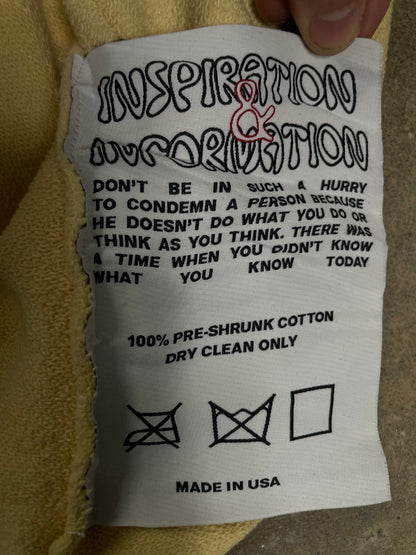 INSPIRATION
&
INFORMATION
DON'T BE IN SUCH A HURRY
TO CONDEMN A PERSON BECAUSE
HE DOESN'T DO WHAT YOU DO OR
THINK AS YOU THINK. THERE WAS
A TIME WHEN YOU DIDN'T KNOW
WHAT YOU KNOW TODAY
100% PRE-SHRUNK COTTON
DRY CLEAN ONLY
MADE IN USA